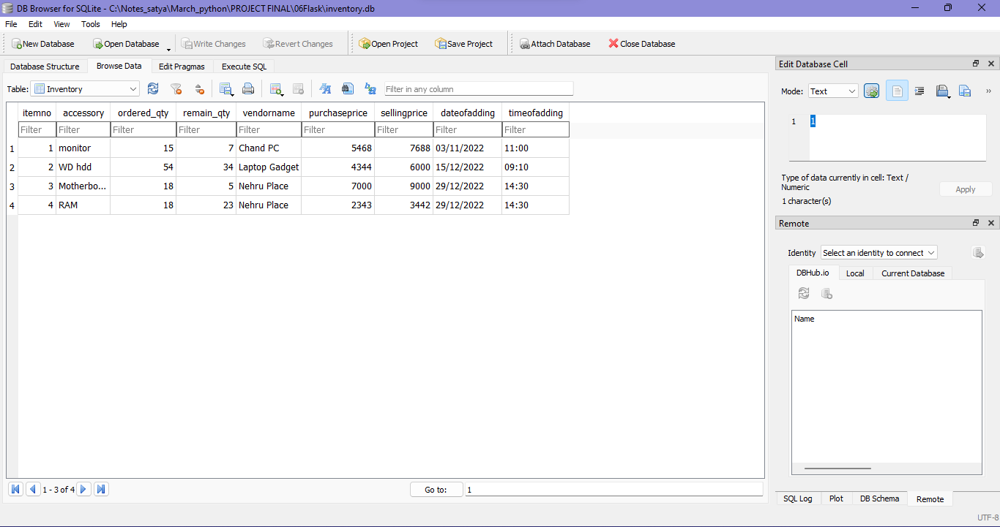 DB Browser for SQLite - C:\Notes_satya\March_python\PROJECT FINAL\06Flask\inventory.db
File Edit View Tools Help
New Database Open Database Write Changes Revert Changes Open Project Save Project Attach Database Close Database
Database Structure Browse Data Edit Pragmas Execute SQL
Table: Inventory Filter in any column
itemno accessory ordered_qty remain_qty vendorname purchaseprice sellingprice dateofadding timeofadding
Filter Filter Filter Filter Filter Filter Filter Filter Filter
1 1 monitor 15 7 Chand PC 5468 7688 03/11/2022 11:00
2 2 WD hdd 54 34 Laptop Gadget 4344 6000 15/12/2022 09:10
3 3 Motherbo... 18 5 Nehru Place 7000 9000 29/12/2022 14:30
4 4 RAM 18 23 Nehru Place 2343 3442 29/12/2022 14:30
1 - 3 of 4 Go to: 1
Edit Database Cell
Mode: Text »
1 1
Type of data currently in cell: Text /
Numeric
1 character(s)
Apply
Remote
Identity Select an identity to connect
DBHub.io Local Current Database
Name
SQL Log Plot DB Schema Remote
UTF-8